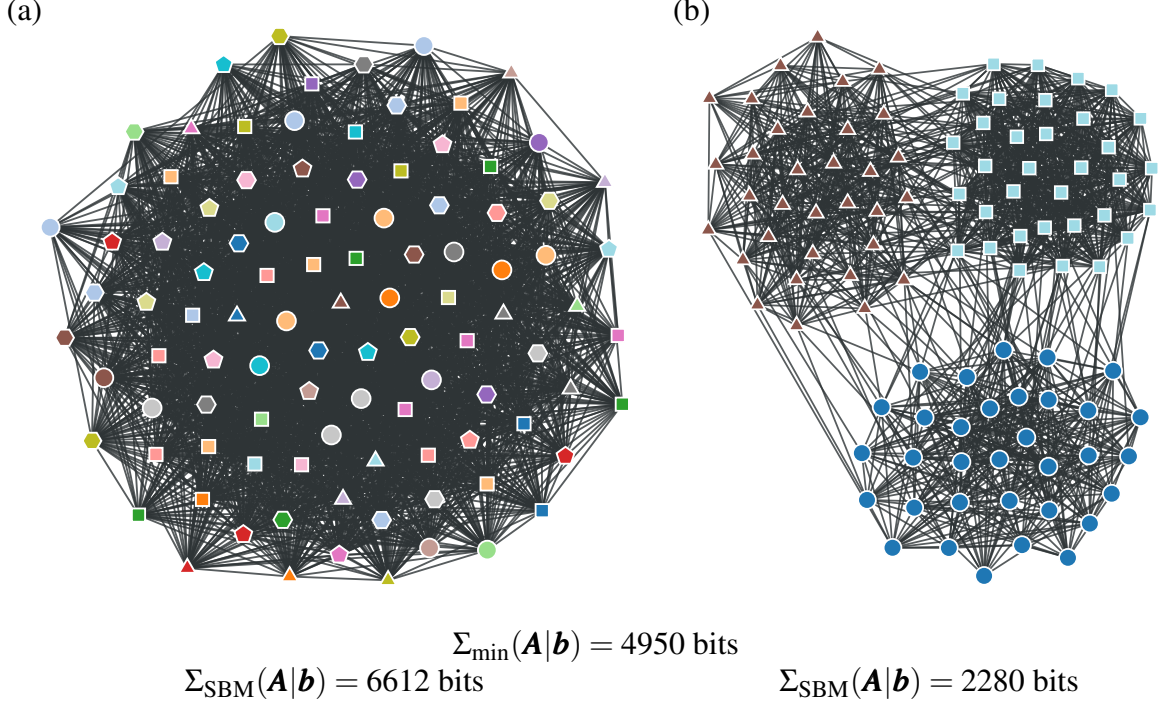 (a)
(b)
Σmin(A|b) = 4950 bits
ΣSBM(A|b) = 6612 bits
ΣSBM(A|b) = 2280 bits